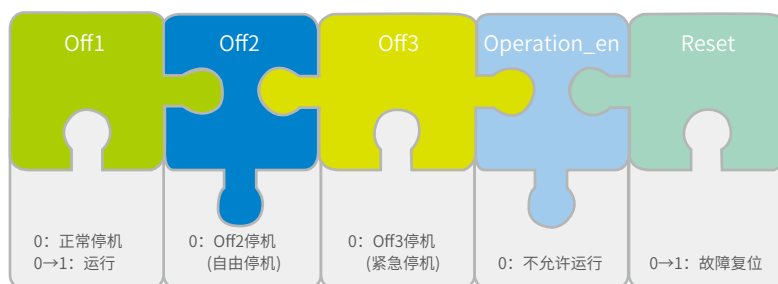 Off1
Off2
Off3
Operation_en
Reset
0：正常停机
0→1：运行
0：Off2停机
(自由停机)
0：Off3停机
(紧急停机)
0：不允许运行
0→1：故障复位